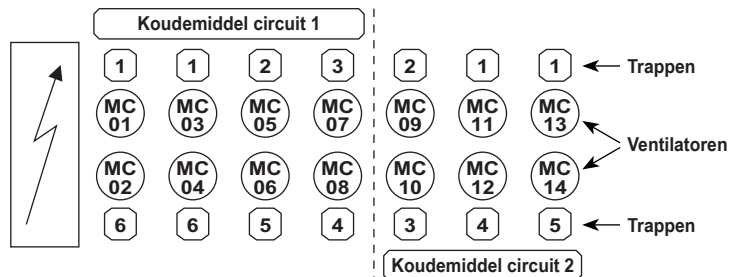 Koudemiddel circuit 1
1 1 2 3 2 1 1 Trappen
MC 01 MC 03 MC 05 MC 07 MC 09 MC 11 MC 13
Ventilatoren
MC 02 MC 04 MC 06 MC 08 MC 10 MC 12 MC 14
6 6 5 4 3 4 5 Trappen
Koudemiddel circuit 2